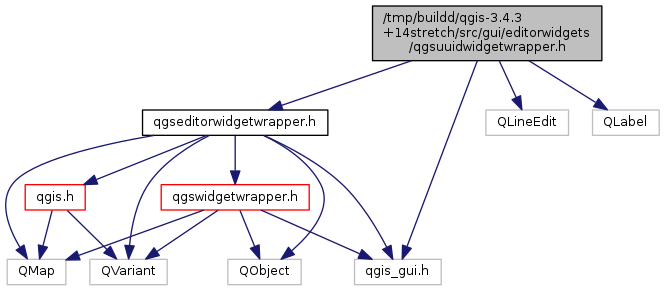 /tmp/buildd/qgis-3.4.3
+14stretch/src/gui/editorwidgets
/qgsuuidwidgetwrapper.h
qgseditorwidgetwrapper.h
QLineEdit
QLabel
qgis.h
qgswidgetwrapper.h
QMap
QVariant
QObject
qgis_gui.h